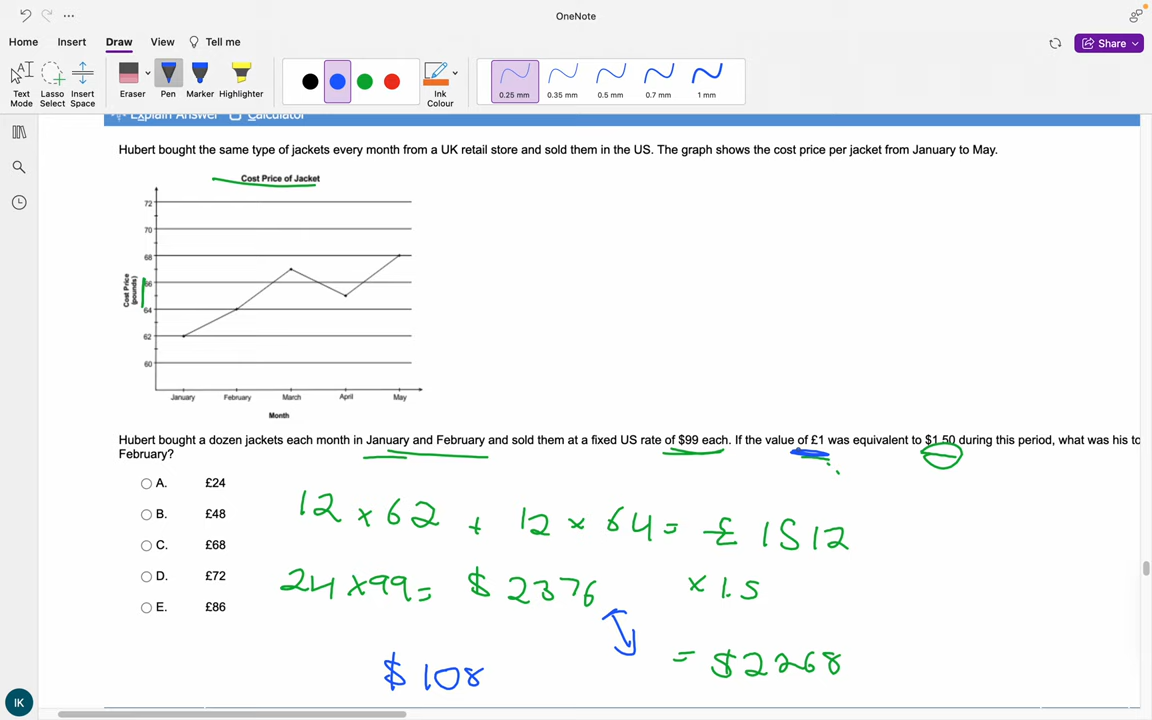 OneNote
Home Insert Draw View Tell me Share
Text Mode Lasso Select Insert Space Eraser Pen Marker Highlighter Ink Colour 0.25 mm 0.35 mm 0.5 mm 0.7 mm 1 mm
Explain Answer Calculator
Hubert bought the same type of jackets every month from a UK retail store and sold them in the US. The graph shows the cost price per jacket from January to May.
Cost Price of Jacket
72
70
68
66
64
62
60
Cost Price (pounds)
January February March April May
Month
Hubert bought a dozen jackets each month in January and February and sold them at a fixed US rate of $99 each. If the value of £1 was equivalent to $1.50 during this period, what was his to
February?
A. £24
B. £48
C. £68
D. £72
E. £86
12 × 62 + 12 × 64 = £ 1512
24 × 99 = $ 2376 × 1.5
= $2268
$ 108
IK